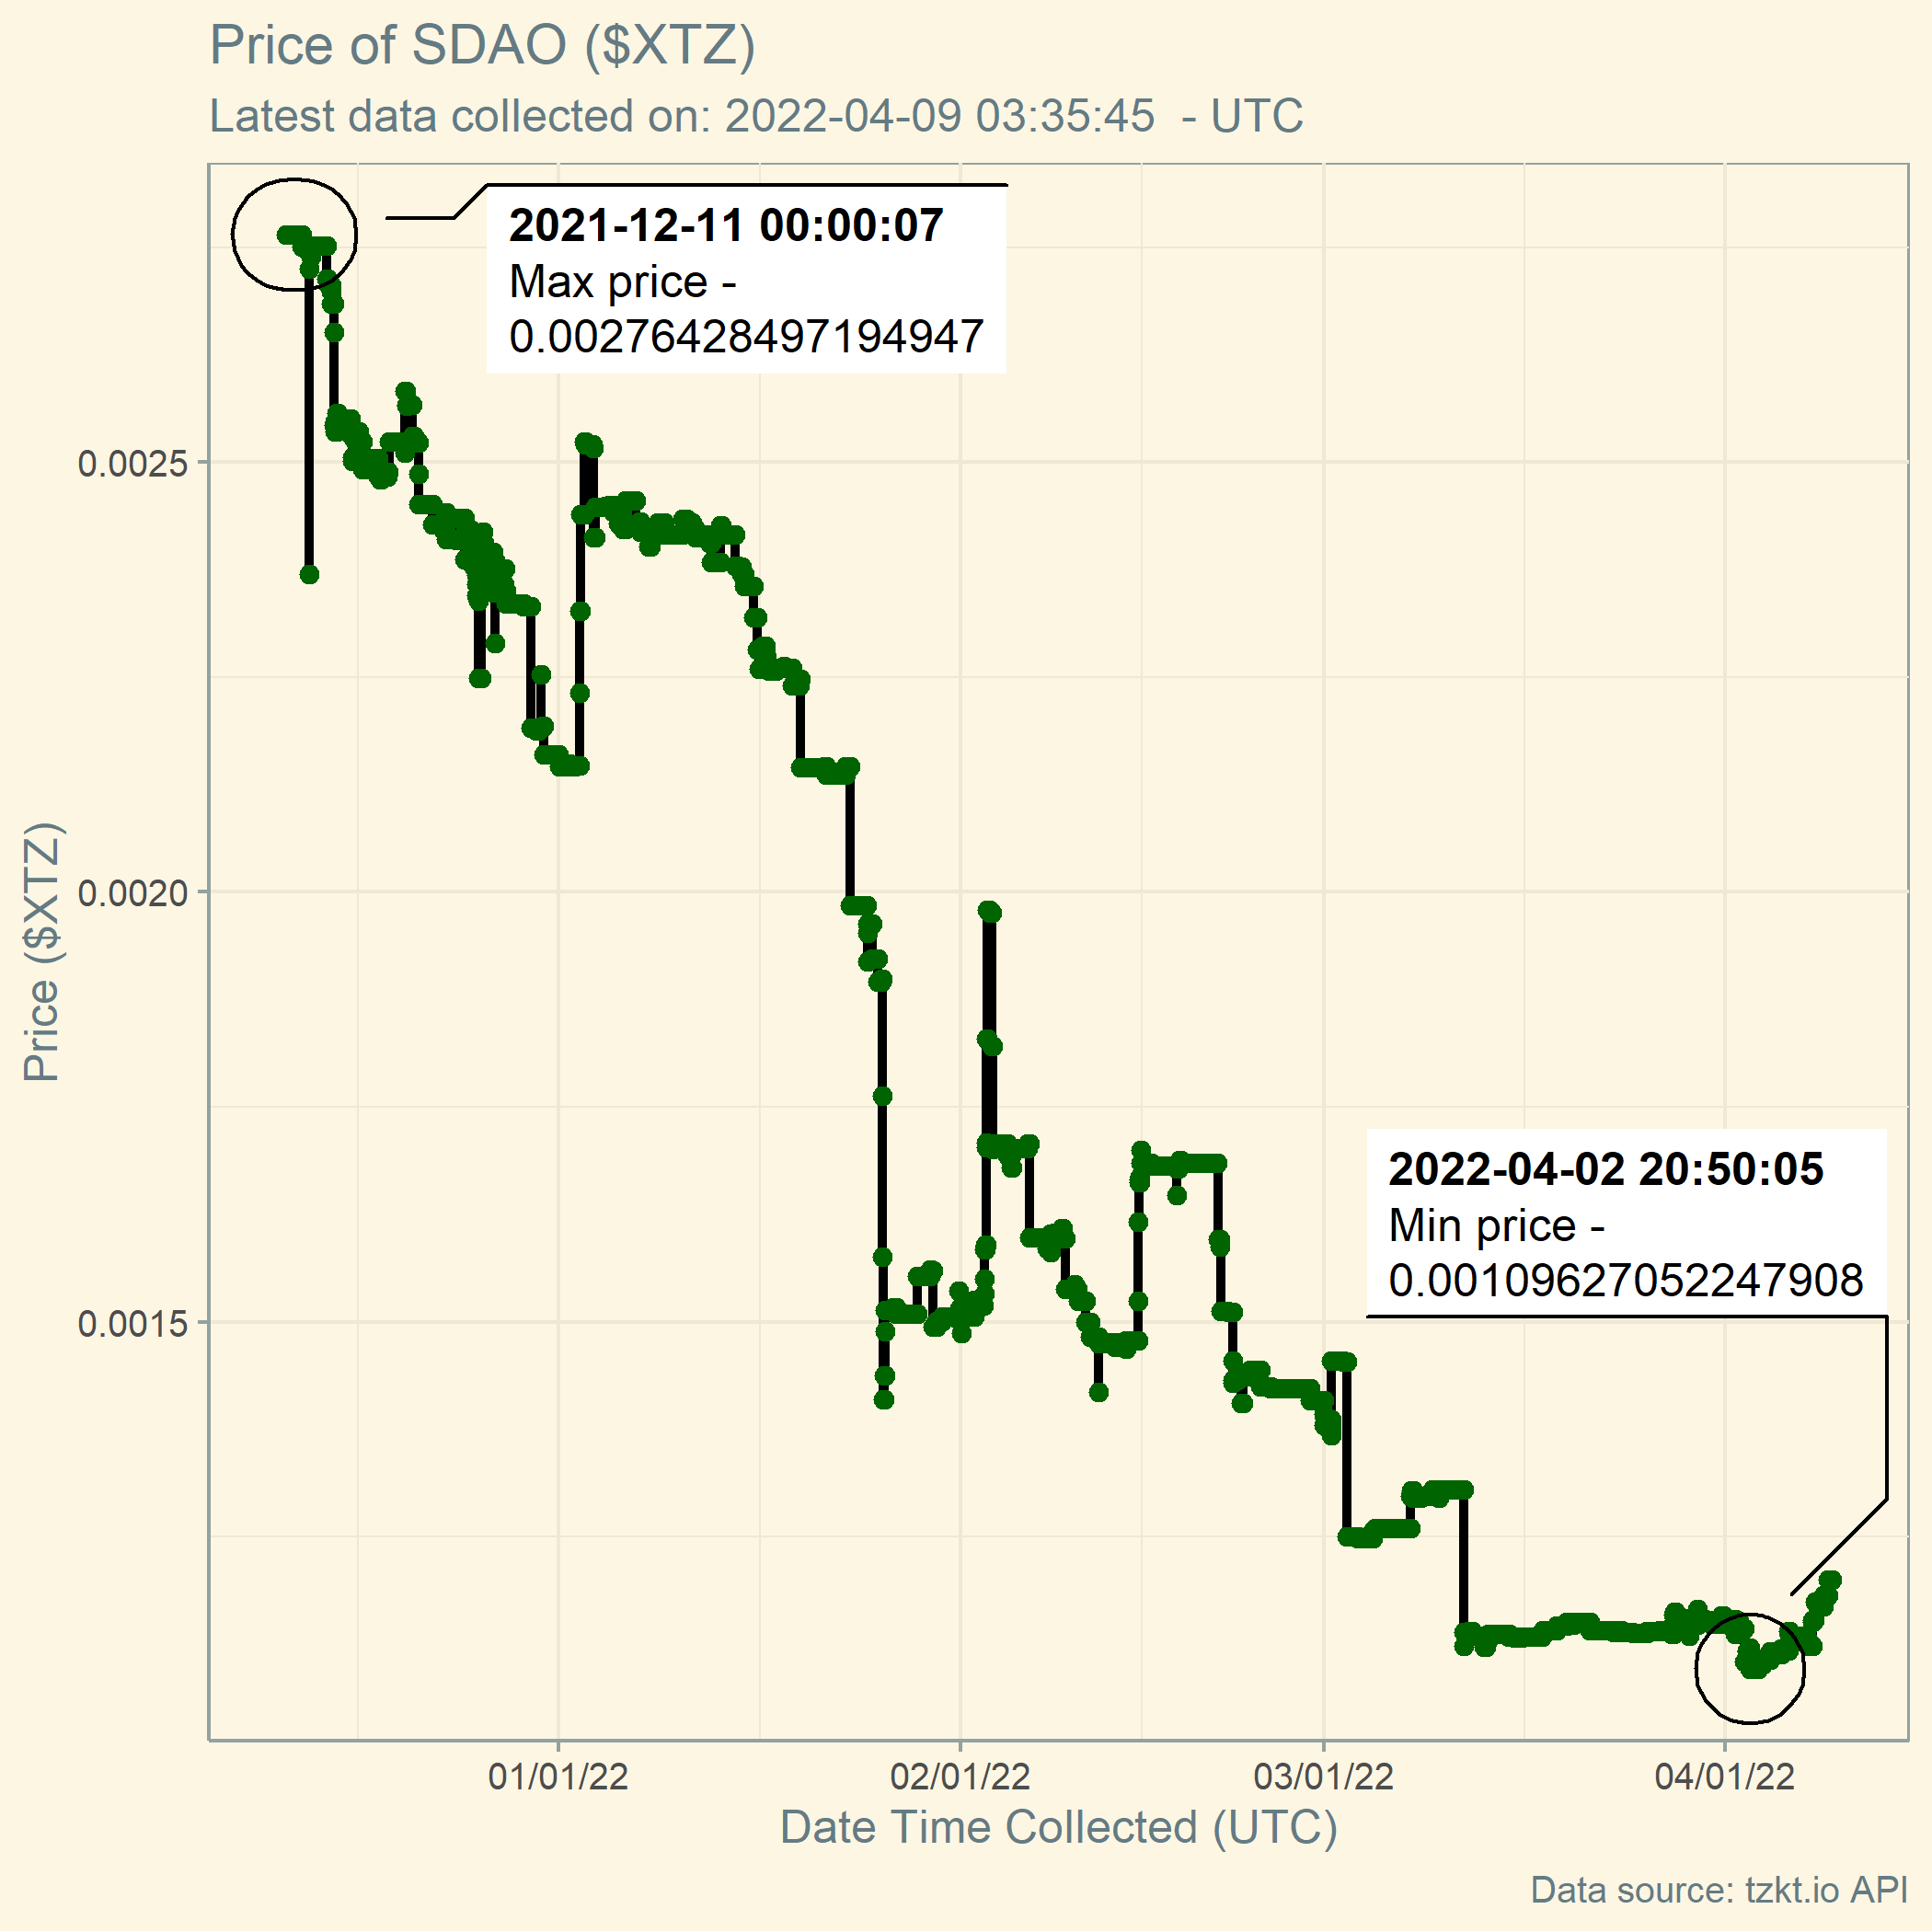 Price of SDAO ($XTZ)
Latest data collected on: 2022-04-09 03:35:45  - UTC
2021-12-11 00:00:07
Max price -
0.00276428497194947
0.0025
0.0020
0.0015
Price ($XTZ)
2022-04-02 20:50:05
Min price -
0.00109627052247908
01/01/22
02/01/22
03/01/22
04/01/22
Date Time Collected (UTC)
Data source: tzkt.io API